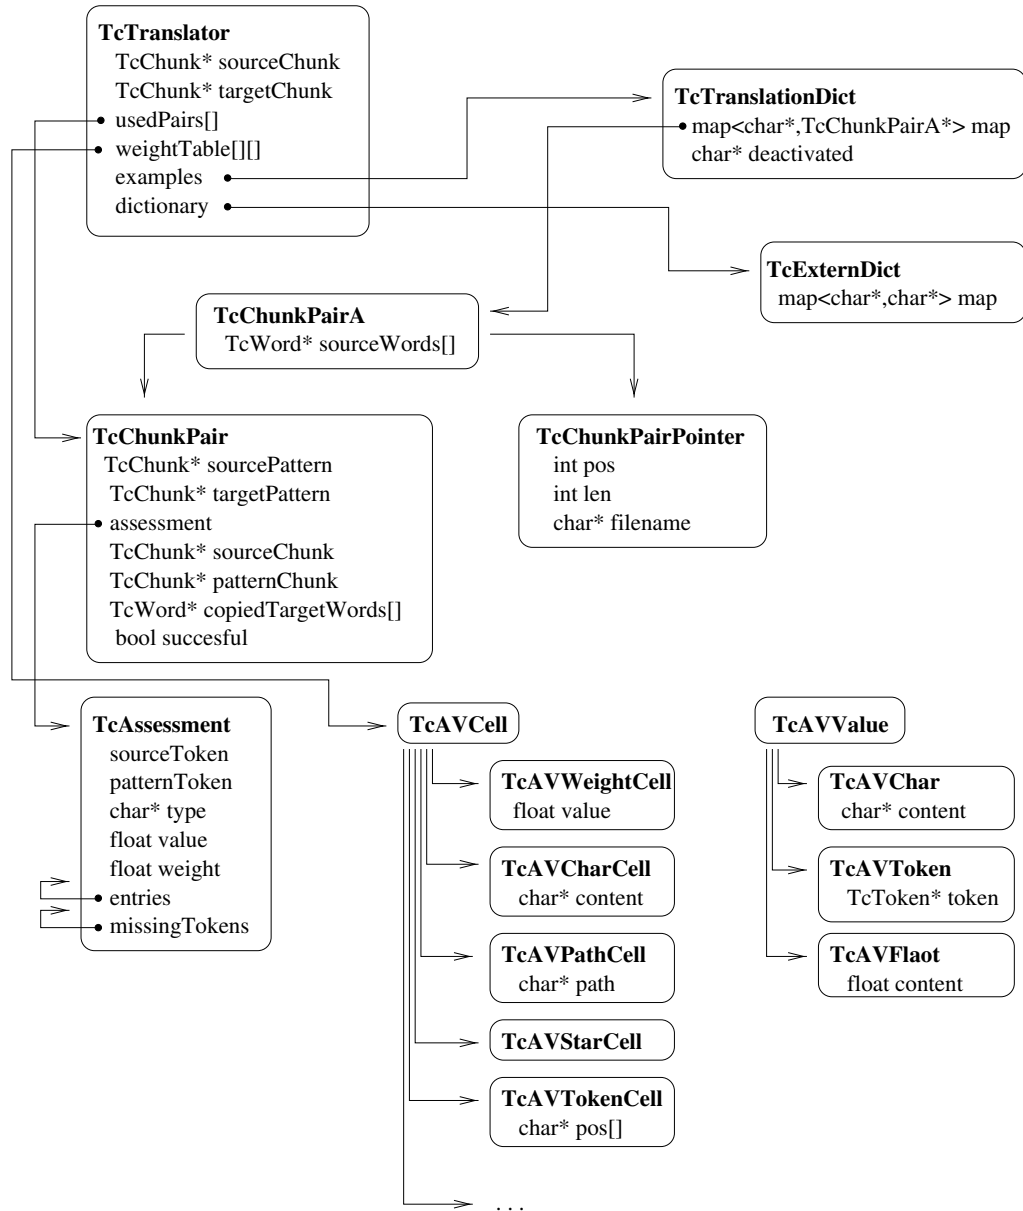 TcTranslator
TcChunk* sourceChunk
TcChunk* targetChunk
usedPairs[]
weightTable[][]
examples
dictionary
TcTranslationDict
map<char*,TcChunkPairA*> map
char* deactivated
TcExternDict
map<char*,char*> map
TcChunkPairA
TcWord* sourceWords[]
TcChunkPair
TcChunk* sourcePattern
TcChunk* targetPattern
assessment
TcChunk* sourceChunk
TcChunk* patternChunk
TcWord* copiedTargetWords[]
bool succesful
TcChunkPairPointer
int pos
int len
char* filename
TcAssessment
sourceToken
patternToken
char* type
float value
float weight
entries
missingTokens
TcAVCell
TcAVWeightCell
float value
TcAVCharCell
char* content
TcAVPathCell
char* path
TcAVStarCell
TcAVTokenCell
char* pos[]
. . .
TcAVValue
TcAVChar
char* content
TcAVToken
TcToken* token
TcAVFlaot
float content